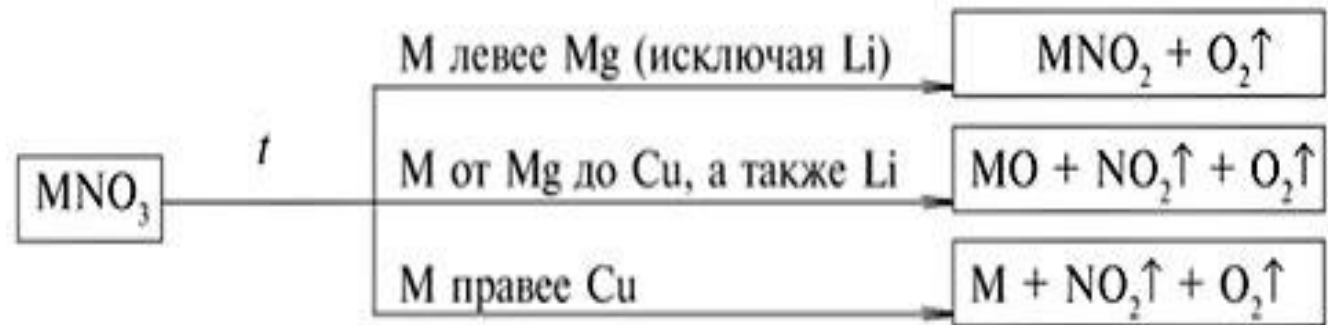 М левее Mg (исключая Li)
MNO₂ + O₂↑
MNO₃
t
М от Mg до Cu, а также Li
MO + NO₂↑ + O₂↑
М правее Cu
M + NO₂↑ + O₂↑